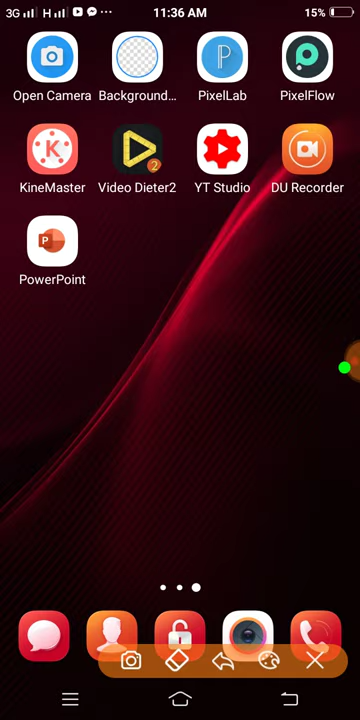 3G H ... 11:36 AM 15%
Open Camera Background... PixelLab PixelFlow
KineMaster Video Dieter2 YT Studio DU Recorder
PowerPoint